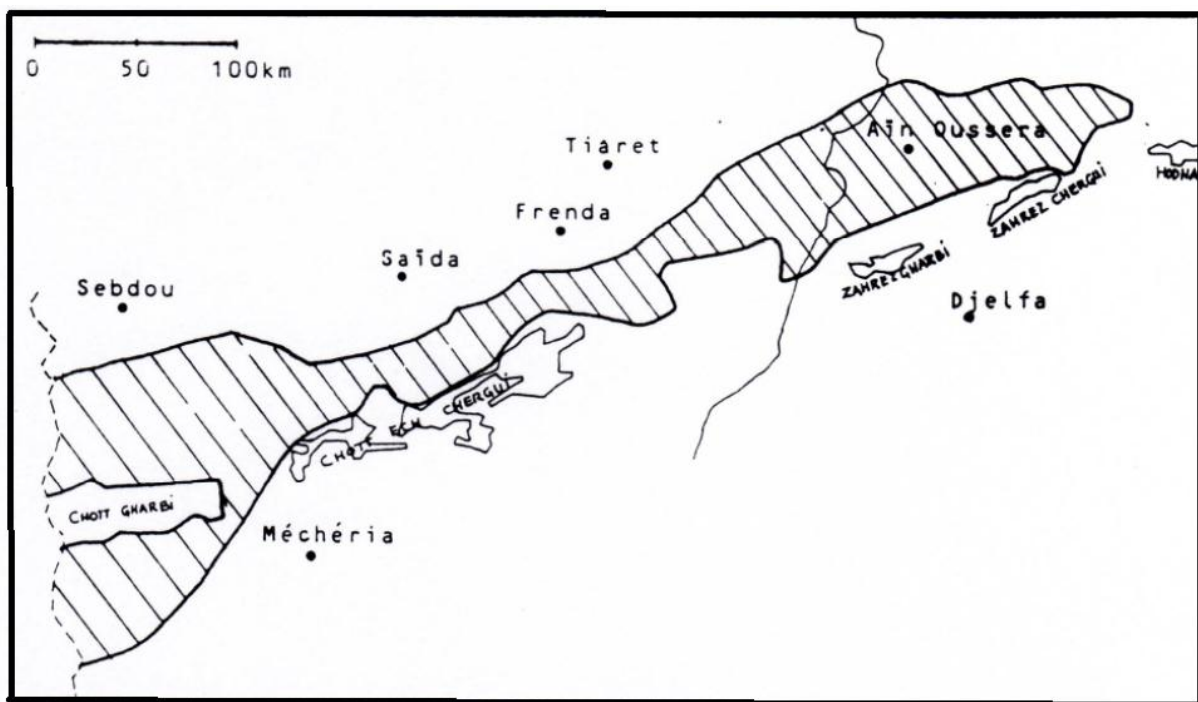 0 50 100km
Tiaret
Aïn Oussera
HODNA
Frenda
ZAHREZ CHERGUI
Saïda
ZAHREZ GHARBI
Sebdou
Djelfa
CHOTT ECH CHERGUI
CHOTT GHARBI
Méchéria